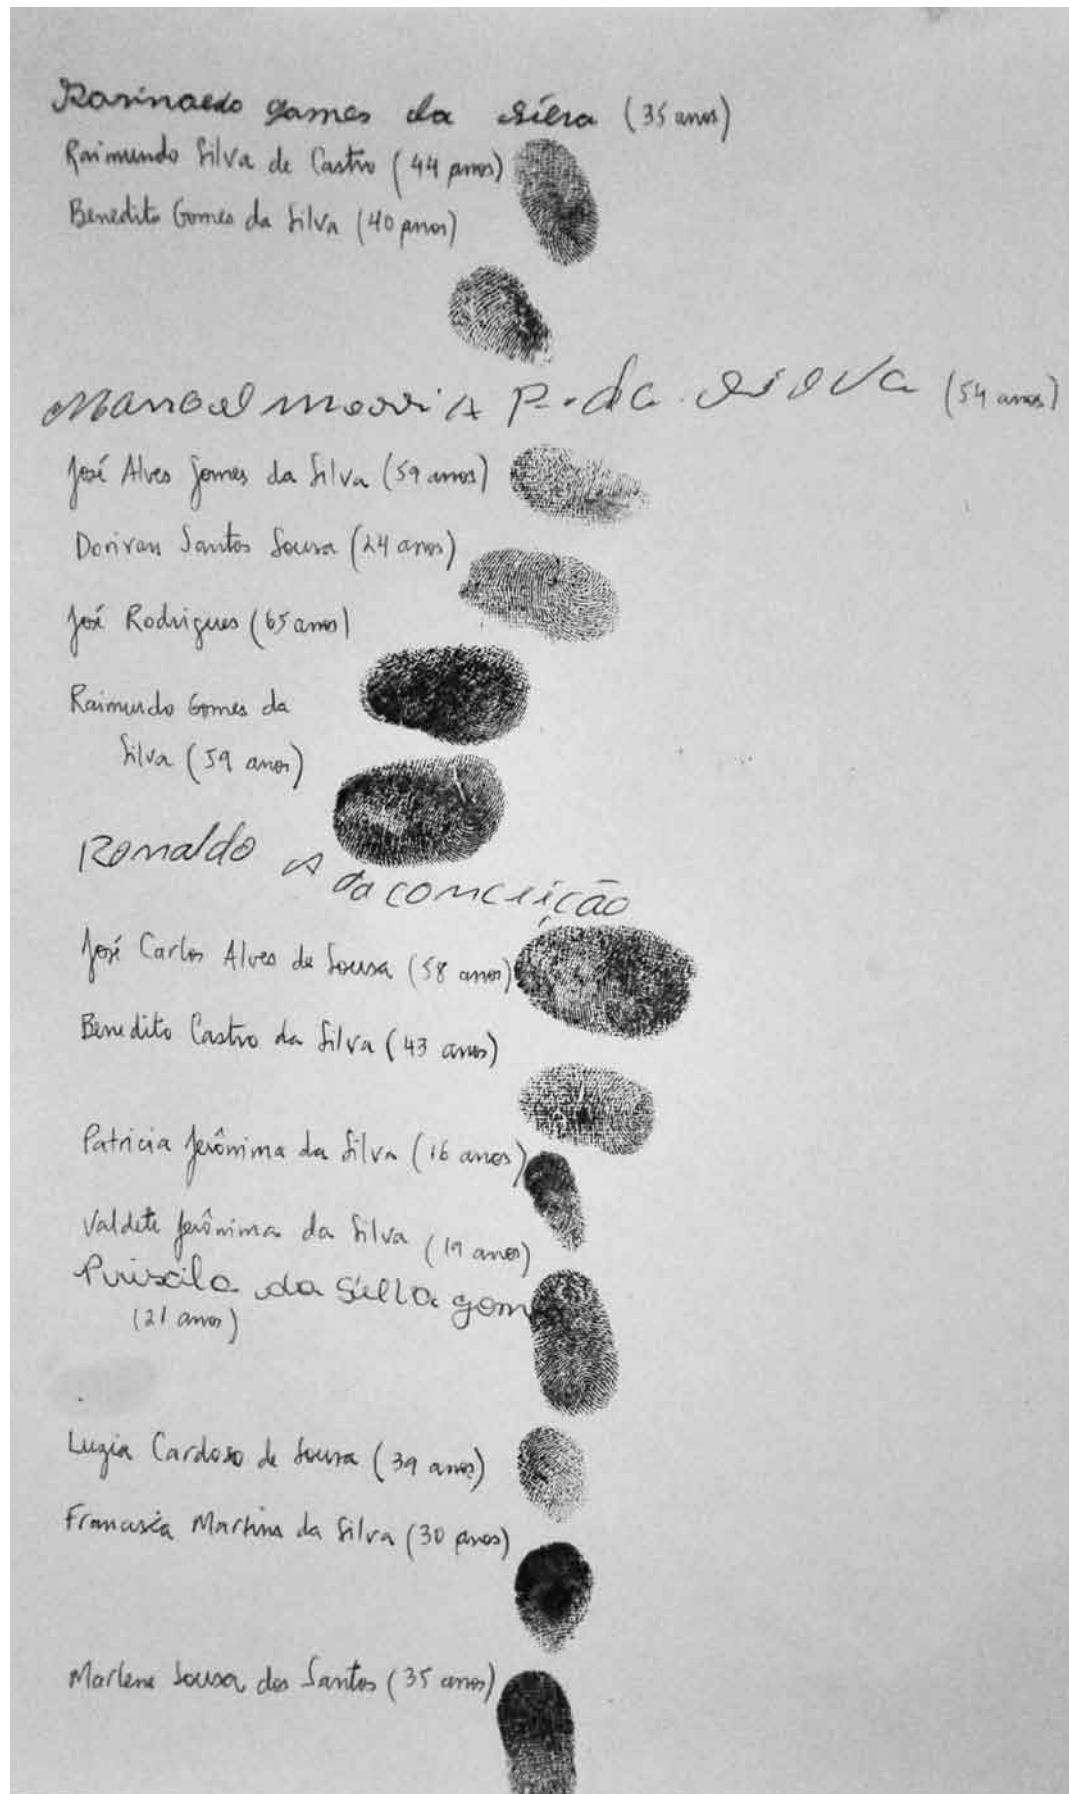 Rosinaldo gomes da silva (35 anos)
Raimundo Silva de Castro (44 anos)
Benedito Gomes da Silva (40 anos)
Manoel P. da silva (54 anos)
José Alves Gomes da Silva (59 anos)
Dorivan Santos Sousa (24 anos)
José Rodrigues (65 anos)
Raimundo Gomes da
Silva (59 anos)
Ronaldo A da conceição
José Carlos Alves de Sousa (58 anos)
Benedito Castro da Silva (43 anos)
Patricia Jerônima da Silva (16 anos)
Valdete Jerônima da Silva (19 anos)
Priscila da Silva gom
(21 anos)
Luzia Cardoso de Sousa (39 anos)
Francisca Martins da Silva (30 anos)
Marlene Sousa dos Santos (35 anos)